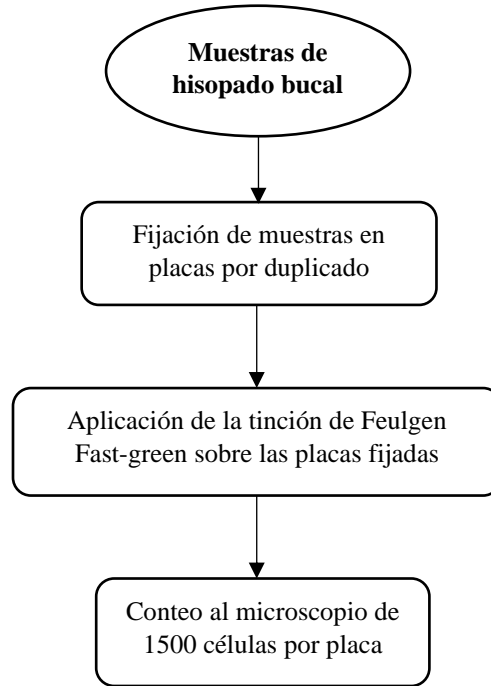 Muestras de
hisopado bucal
Fijación de muestras en
placas por duplicado
Aplicación de la tinción de Feulgen
Fast-green sobre las placas fijadas
Conteo al microscopio de
1500 células por placa